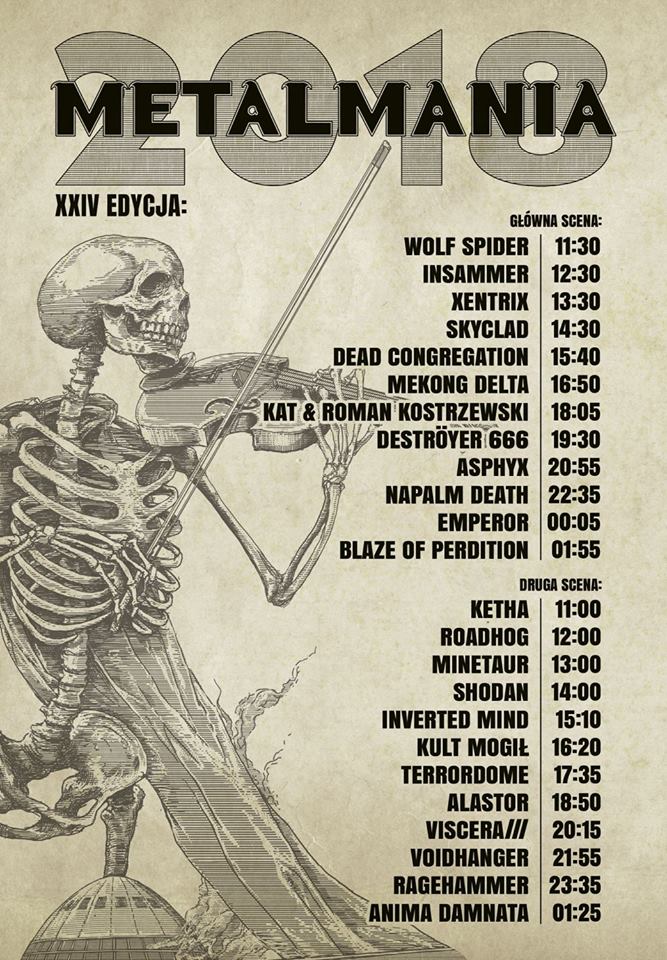 2018
METALMANIA
XXIV EDYCJA:
GŁÓWNA SCENA:
WOLF SPIDER 11:30
INSAMMER 12:30
XENTRIX 13:30
SKYCLAD 14:30
DEAD CONGREGATION 15:40
MEKONG DELTA 16:50
KAT & ROMAN KOSTRZEWSKI 18:05
DESTRÖYER 666 19:30
ASPHYX 20:55
NAPALM DEATH 22:35
EMPEROR 00:05
BLAZE OF PERDITION 01:55
DRUGA SCENA:
KETHA 11:00
ROADHOG 12:00
MINETAUR 13:00
SHODAN 14:00
INVERTED MIND 15:10
KULT MOGIŁ 16:20
TERRORDOME 17:35
ALASTOR 18:50
VISCERA/// 20:15
VOIDHANGER 21:55
RAGEHAMMER 23:35
ANIMA DAMNATA 01:25